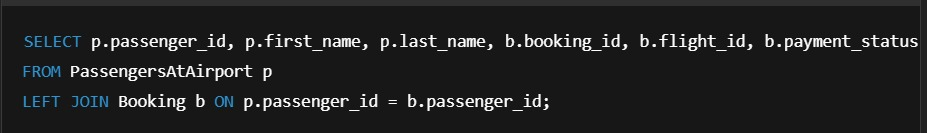 SELECT p.passenger_id, p.first_name, p.last_name, b.booking_id, b.flight_id, b.payment_status
FROM PassengersAtAirport p
LEFT JOIN Booking b ON p.passenger_id = b.passenger_id;